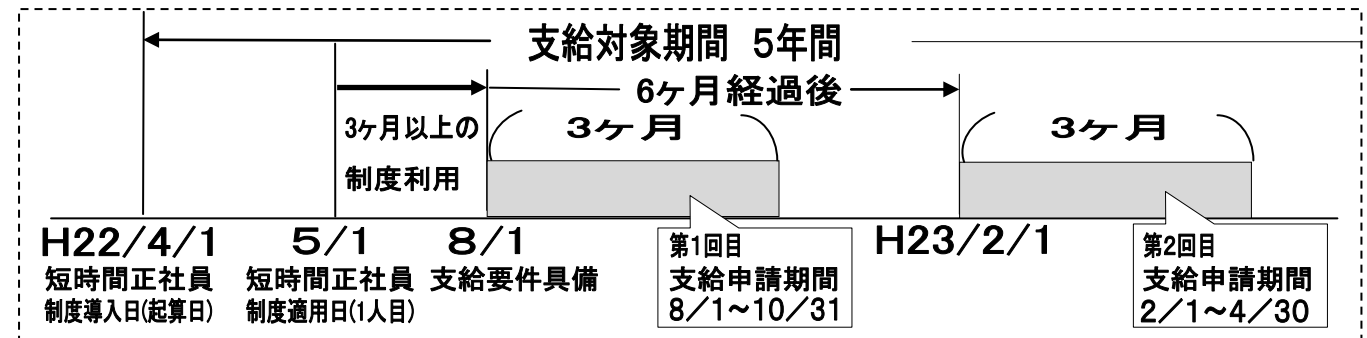 支給対象期間 5年間
6ヶ月経過後
3ヶ月以上の
制度利用
3ヶ月
3ヶ月
H22/4/1
短時間正社員
制度導入日(起算日)
5/1
短時間正社員
制度適用日(1人目)
8/1
支給要件具備
第1回目
支給申請期間
8/1~10/31
H23/2/1
第2回目
支給申請期間
2/1~4/30